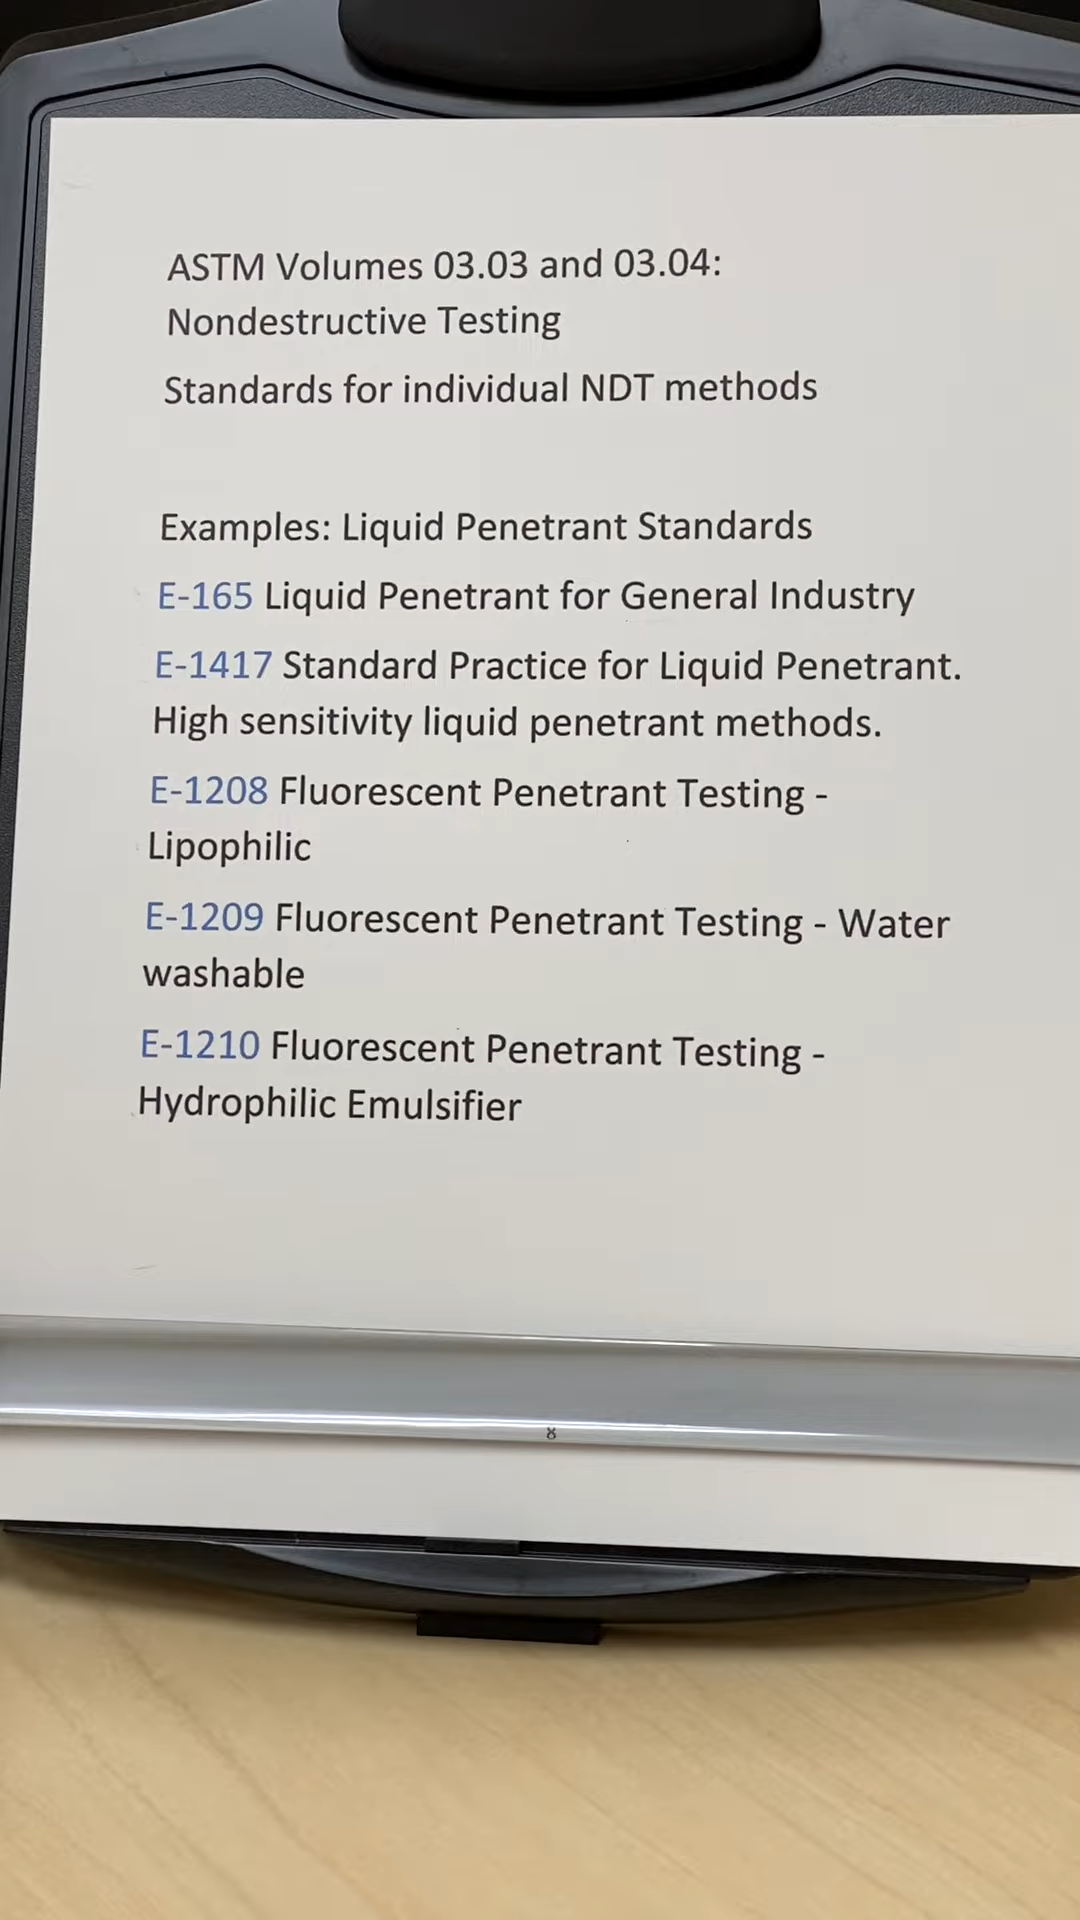 ASTM Volumes 03.03 and 03.04:
Nondestructive Testing
Standards for individual NDT methods
Examples: Liquid Penetrant Standards
E-165 Liquid Penetrant for General Industry
E-1417 Standard Practice for Liquid Penetrant.
High sensitivity liquid penetrant methods.
E-1208 Fluorescent Penetrant Testing -
Lipophilic
E-1209 Fluorescent Penetrant Testing - Water
washable
E-1210 Fluorescent Penetrant Testing -
Hydrophilic Emulsifier
8